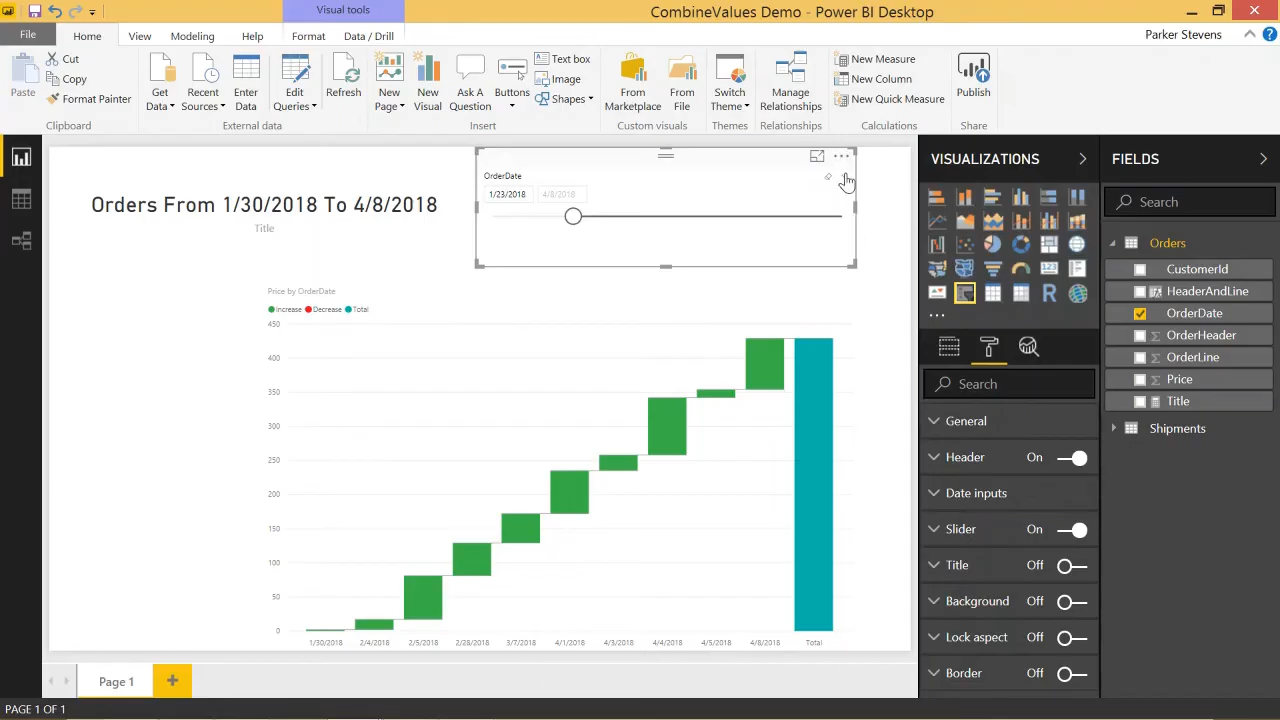 Visual tools
CombineValues Demo - Power BI Desktop
File
Home
View
Modeling
Help
Format
Data / Drill
Parker Stevens
Paste
Cut
Copy
Format Painter
Clipboard
Get
Data
Recent
Sources
Enter
Data
Edit
Queries
Refresh
External data
New
Page
New
Visual
Ask A
Question
Buttons
Text box
Image
Shapes
Insert
From
Marketplace
From
File
Custom visuals
Switch
Theme
Themes
Manage
Relationships
Relationships
New Measure
New Column
New Quick Measure
Calculations
Publish
Share
Orders From 1/30/2018 To 4/8/2018
Title
OrderDate
1/23/2018
4/8/2018
Price by OrderDate
Increase Decrease Total
450
400
350
300
250
200
150
100
50
0
1/30/2018 2/4/2018 2/5/2018 2/28/2018 3/7/2018 4/1/2018 4/3/2018 4/4/2018 4/5/2018 4/8/2018 Total
VISUALIZATIONS
123
R
Search
General
Header On
Date inputs
Slider On
Title Off
Background Off
Lock aspect Off
Border Off
FIELDS
Search
Orders
CustomerId
HeaderAndLine
OrderDate
OrderHeader
OrderLine
Price
Title
Shipments
Page 1
PAGE 1 OF 1